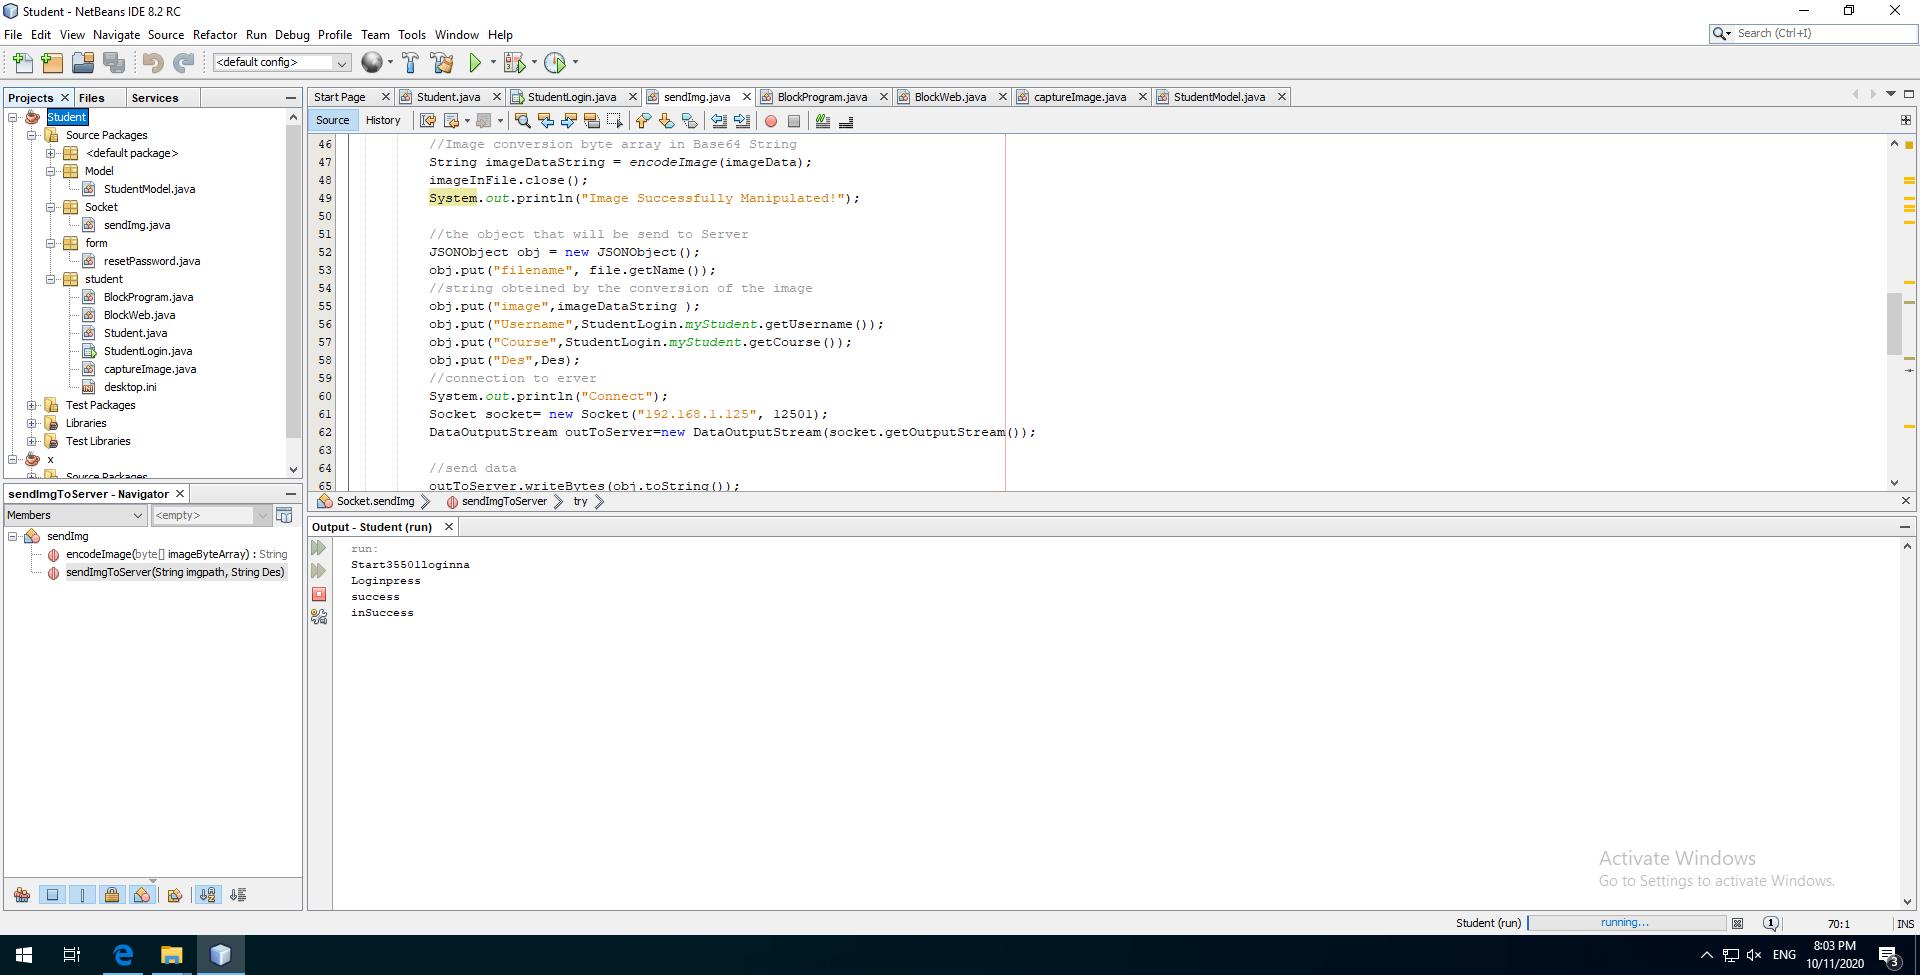 Student - NetBeans IDE 8.2 RC
File Edit View Navigate Source Refactor Run Debug Profile Team Tools Window Help
Search (Ctrl+I)
<default config>
Projects Files Services
Student
Source Packages
<default package>
Model
StudentModel.java
Socket
sendImg.java
form
resetPassword.java
student
BlockProgram.java
BlockWeb.java
Student.java
StudentLogin.java
captureImage.java
desktop.ini
Test Packages
Libraries
Test Libraries
x
Source Packages
sendImgToServer - Navigator
Members <empty>
sendImg
encodeImage(byte[] imageByteArray) : String
sendImgToServer(String imgpath, String Des)
Start Page Student.java StudentLogin.java sendImg.java BlockProgram.java BlockWeb.java captureImage.java StudentModel.java
Source History
46 //Image conversion byte array in Base64 String
47 String imageDataString = encodeImage(imageData);
48 imageInFile.close();
49 System.out.println("Image Successfully Manipulated!");
50
51 //the object that will be send to Server
52 JSONObject obj = new JSONObject();
53 obj.put("filename", file.getName());
54 //string obteined by the conversion of the image
55 obj.put("image",imageDataString );
56 obj.put("Username",StudentLogin.myStudent.getUsername());
57 obj.put("Course",StudentLogin.myStudent.getCourse());
58 obj.put("Des",Des);
59 //connection to erver
60 System.out.println("Connect");
61 Socket socket= new Socket("192.168.1.125", 12501);
62 DataOutputStream outToServer=new DataOutputStream(socket.getOutputStream());
63
64 //send data
65 outToServer.writeBytes(obj.toString());
Socket.sendImg sendImgToServer try
Output - Student (run)
run:
Start35501loginna
Loginpress
success
inSuccess
Activate Windows
Go to Settings to activate Windows.
Student (run) running... 1 70:1 INS
ENG 8:03 PM
10/11/2020 3